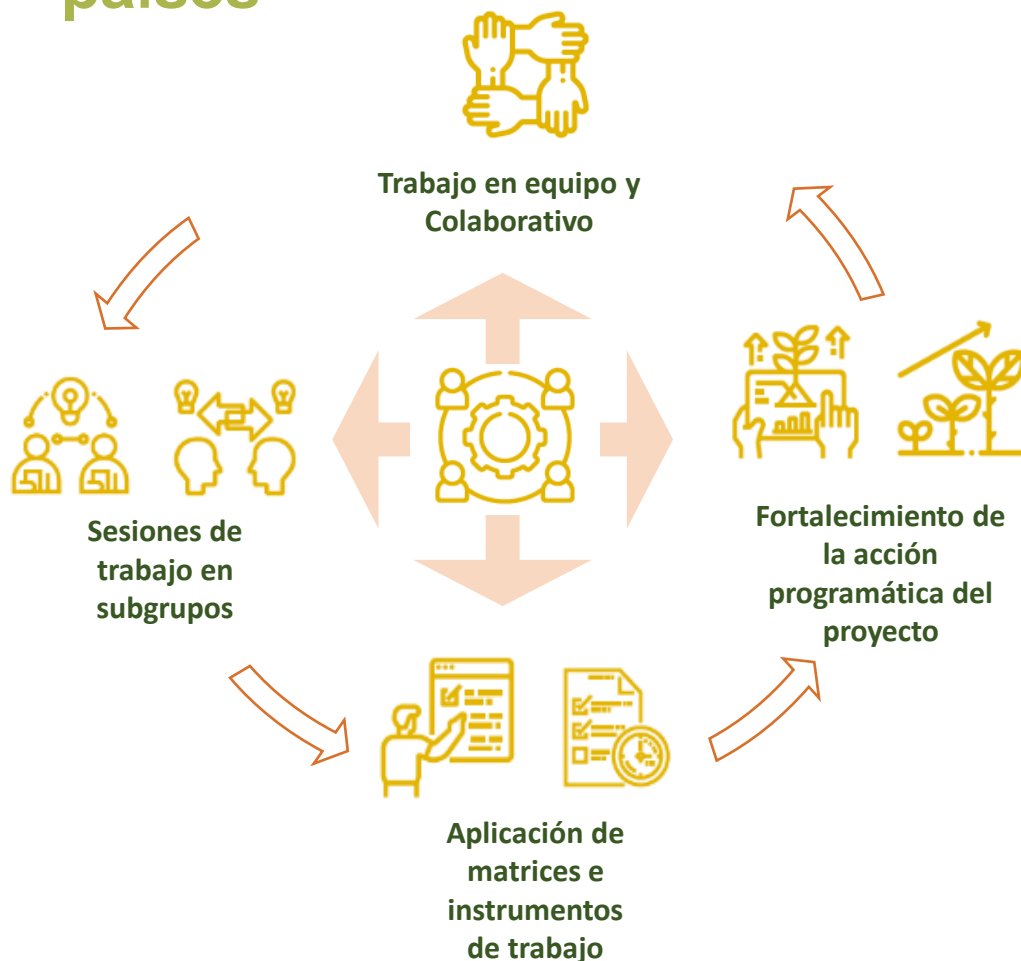 países
Trabajo en equipo y
Colaborativo
Sesiones de
trabajo en
subgrupos
Fortalecimiento de
la acción
programática del
proyecto
Aplicación de
matrices e
instrumentos
de trabajo